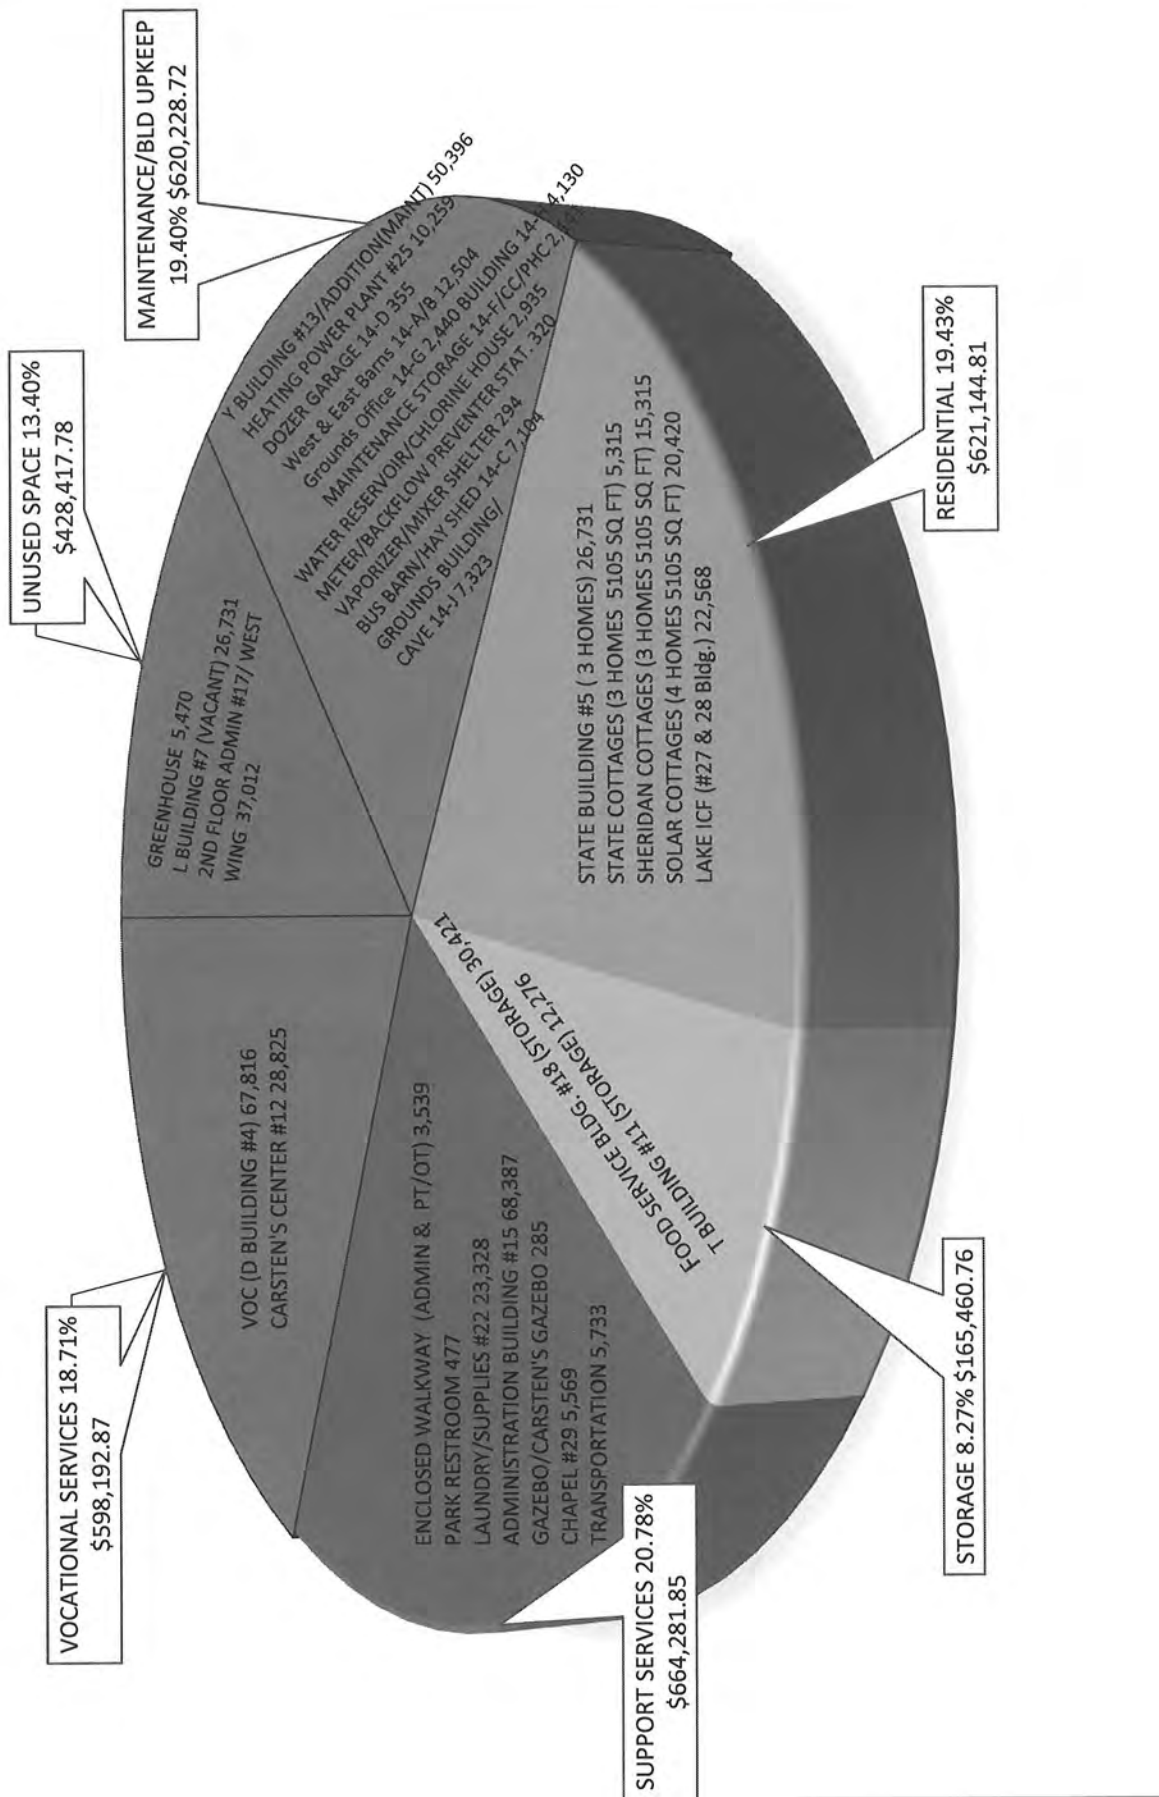 VOCATIONAL SERVICES 18.71%
$598,192.87
UNUSED SPACE 13.40%
$428,417.78
MAINTENANCE/BLD UPKEEP
19.40% $620,228.72
VOC (D BUILDING #4) 67,816
CARSTEN'S CENTER #12 28,825
GREENHOUSE 5,470
L BUILDING #7 (VACANT) 26,731
2ND FLOOR ADMIN #17/ WEST
WING 37,012
Y BUILDING #13/ADDITION(MAINT) 50,396
HEATING POWER PLANT #25 10,259
DOZER GARAGE 14-D 355
West & East Barns 14-A/B 12,504
Grounds Office 14-G 2,440 BUILDING 14- 4,130
MAINTENANCE STORAGE 14-F/CC/PHC
WATER RESERVOIR/CHLORINE HOUSE 2,935
METER/BACKFLOW PREVENTER STAT. 320
VAPORIZER/MIXER SHELTER 294
BUS BARN/HAY SHED 14-C 7,104
GROUNDS BUILDING/
CAVE 14-J 7,323
ENCLOSED WALKWAY (ADMIN & PT/OT) 3,539
PARK RESTROOM 477
LAUNDRY/SUPPLIES #22 23,328
ADMINISTRATION BUILDING #15 68,387
GAZEBO/CARSTEN'S GAZEBO 285
CHAPEL #29 5,569
TRANSPORTATION 5,733
FOOD SERVICE BLDG. #18 (STORAGE) 30,421
T BUILDING #11 (STORAGE) 12,276
STATE BUILDING #5 ( 3 HOMES) 26,731
STATE COTTAGES (3 HOMES 5105 SQ FT) 5,315
SHERIDAN COTTAGES (3 HOMES 5105 SQ FT) 15,315
SOLAR COTTAGES (4 HOMES 5105 SQ FT) 20,420
LAKE ICF (#27 & 28 Bldg.) 22,568
SUPPORT SERVICES 20.78%
$664,281.85
STORAGE 8.27% $165,460.76
RESIDENTIAL 19.43%
$621,144.81